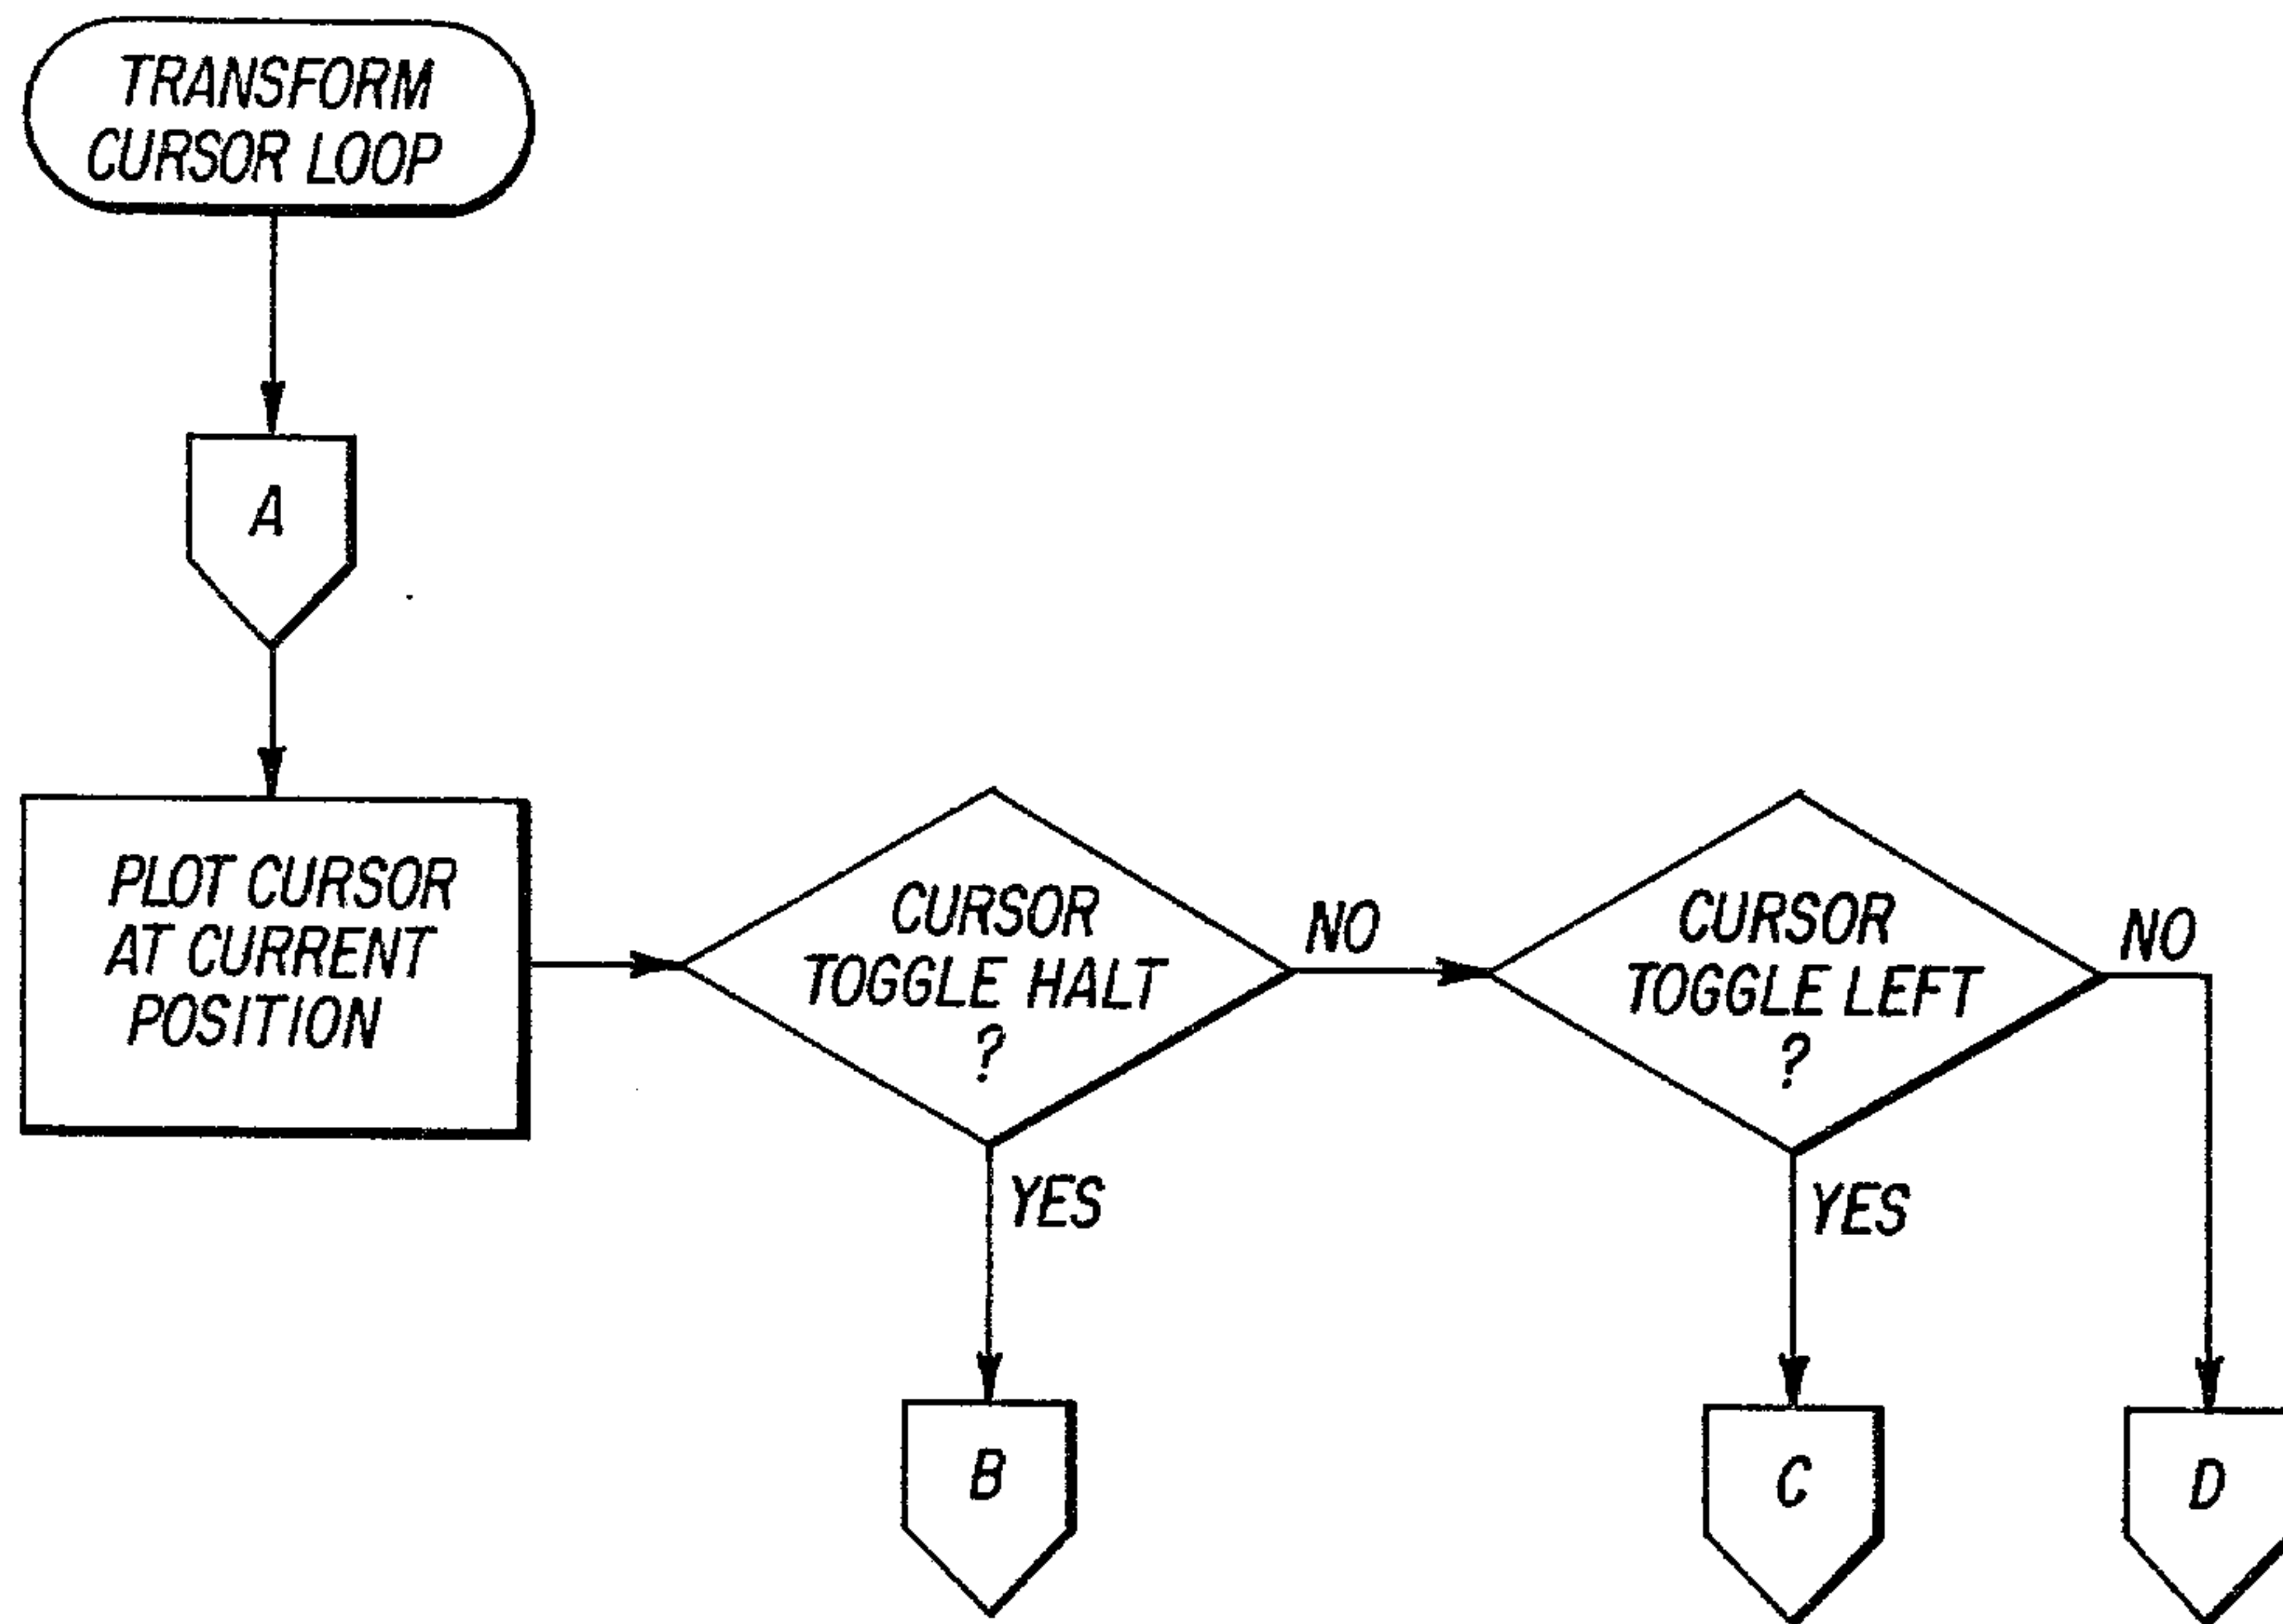 TRANSFORM
CURSOR LOOP
A
PLOT CURSOR
AT CURRENT
POSITION
CURSOR
TOGGLE HALT
?
NO
YES
B
CURSOR
TOGGLE LEFT
?
NO
YES
C
D